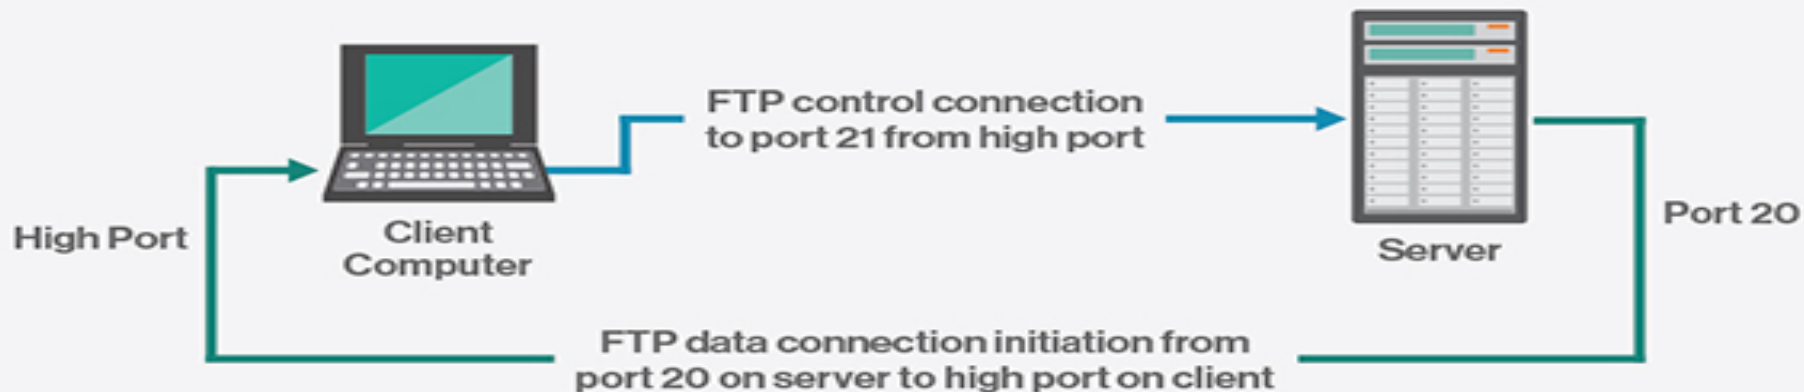 FTP control connection
to port 21 from high port
High Port
Client
Computer
Server
Port 20
FTP data connection initiation from
port 20 on server to high port on client